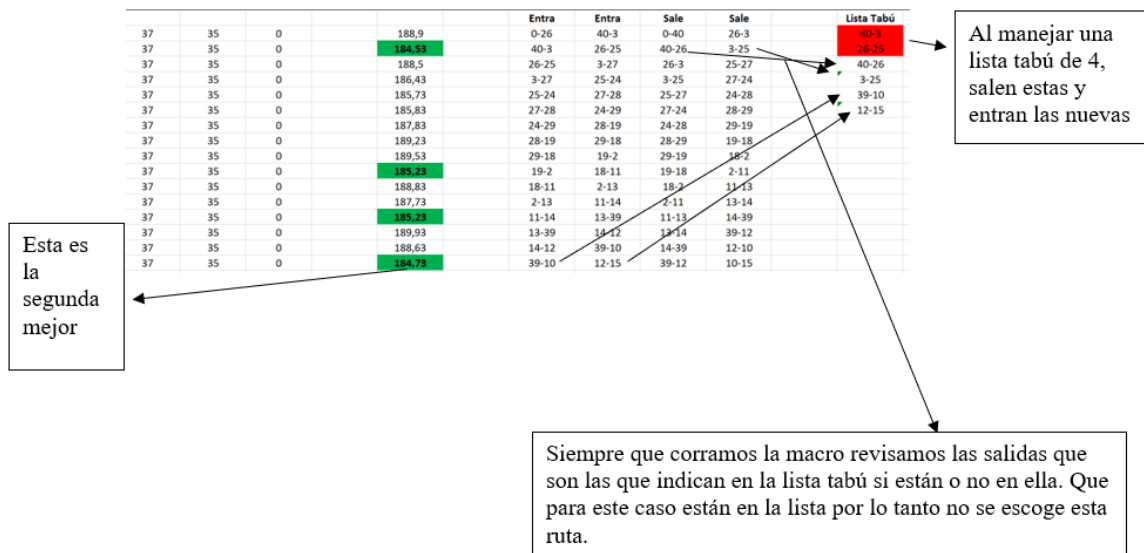 Entra Entra Sale Sale Lista Tabú
37 35 0 188,9 0-26 40-3 0-40 26-3 40-3
37 35 0 184,53 40-3 26-25 40-26 3-25 26-25
37 35 0 188,5 26-25 3-27 26-3 25-27 40-26
37 35 0 186,43 3-27 25-24 3-25 27-24 3-25
37 35 0 185,73 25-24 27-28 25-27 24-28 39-10
37 35 0 185,83 27-28 24-29 27-24 28-29 12-15
37 35 0 187,83 24-29 28-19 24-28 29-19
37 35 0 189,23 28-19 29-18 28-29 19-18
37 35 0 189,53 29-18 19-2 29-19 18-2
37 35 0 185,23 19-2 18-11 19-18 2-11
37 35 0 188,83 18-11 2-13 18-2 11-13
37 35 0 187,73 2-13 11-14 2-11 13-14
37 35 0 185,23 11-14 13-39 11-13 14-39
37 35 0 189,93 13-39 14-12 13-14 39-12
37 35 0 188,63 14-12 39-10 14-39 12-10
37 35 0 184,73 39-10 12-15 39-12 10-15
Al manejar una
lista tabú de 4,
salen estas y
entran las nuevas
Esta es
la
segunda
mejor
Siempre que corramos la macro revisamos las salidas que
son las que indican en la lista tabú si están o no en ella. Que
para este caso están en la lista por lo tanto no se escoge esta
ruta.